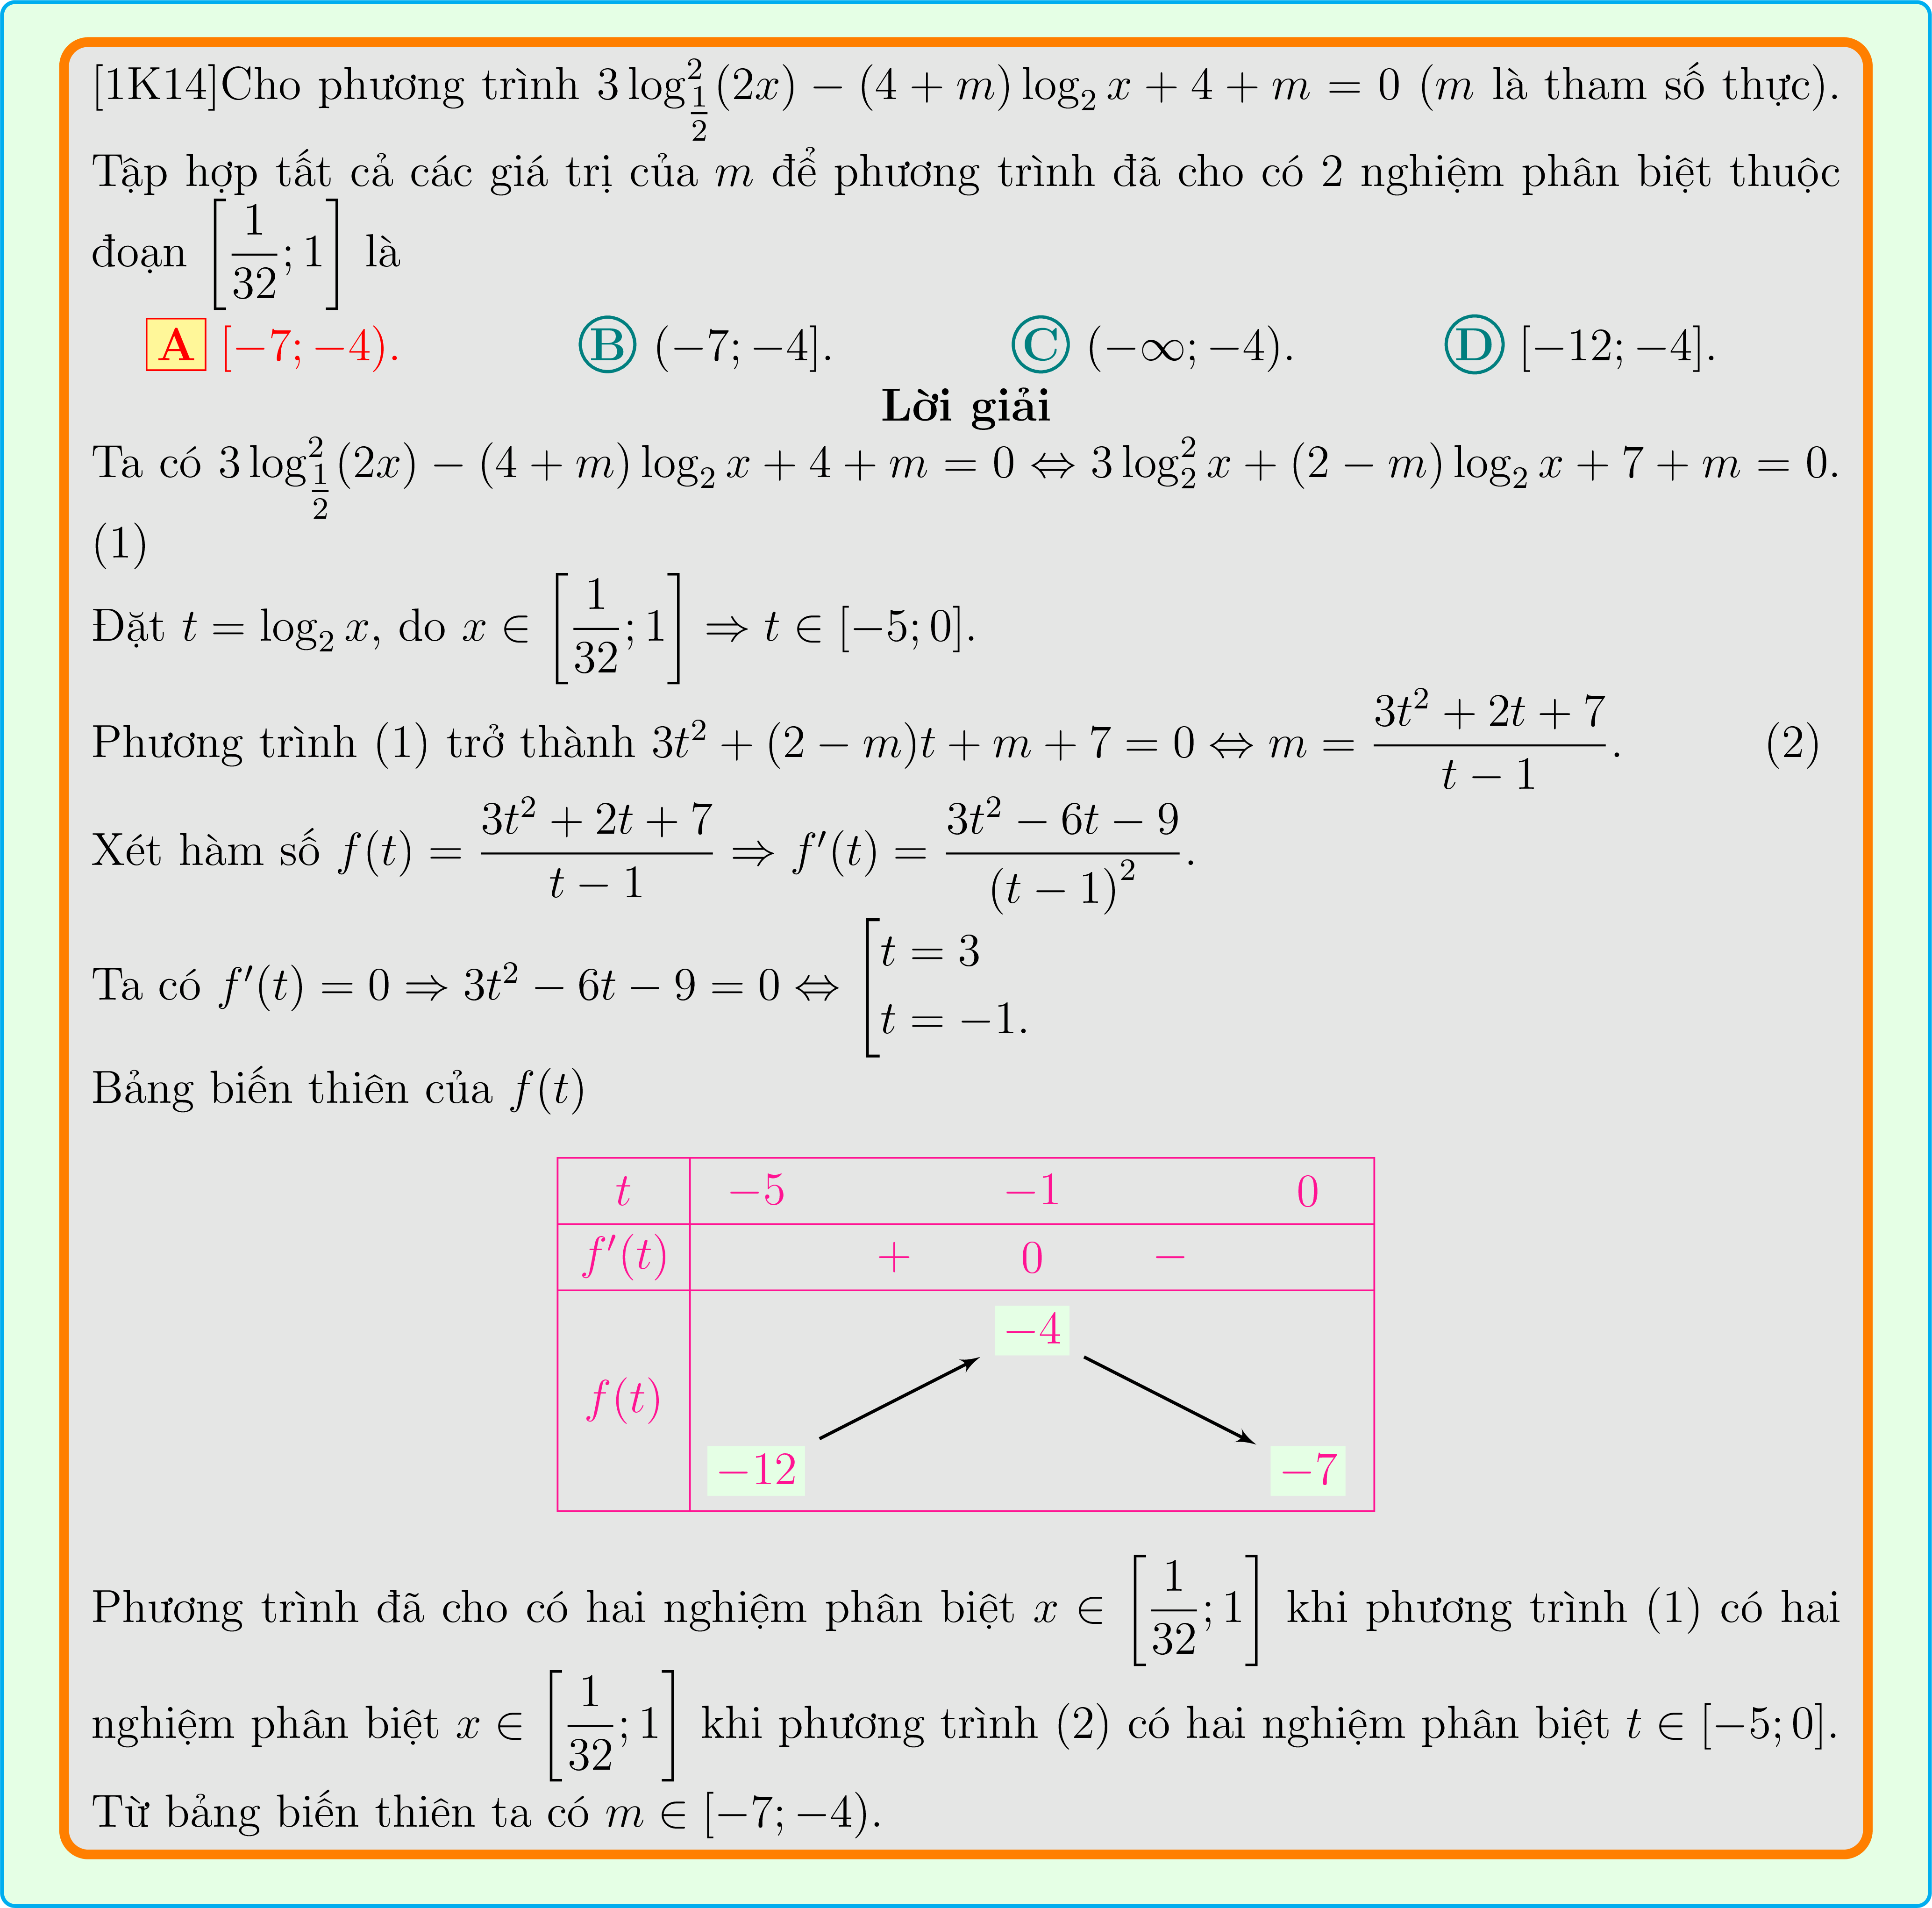 [1K14]Cho phương trình $3\log_{\frac{1}{2}}^{2}(2x) - (4+m)\log_2 x + 4 + m = 0$ ($m$ là tham số thực).
Tập hợp tất cả các giá trị của $m$ để phương trình đã cho có 2 nghiệm phân biệt thuộc
đoạn $\left[\frac{1}{32};1\right]$ là
A $[-7;-4)$. B $(-7;-4]$. C $(-\infty;-4)$. D $[-12;-4]$.
Lời giải
Ta có $3\log_{\frac{1}{2}}^{2}(2x) - (4+m)\log_2 x + 4 + m = 0 \Leftrightarrow 3\log_2^2 x + (2-m)\log_2 x + 7 + m = 0.$
(1)
Đặt $t = \log_2 x$, do $x \in \left[\frac{1}{32};1\right] \Rightarrow t \in [-5;0]$.
Phương trình (1) trở thành $3t^2 + (2-m)t + m + 7 = 0 \Leftrightarrow m = \frac{3t^2+2t+7}{t-1}$. (2)
Xét hàm số $f(t) = \frac{3t^2+2t+7}{t-1} \Rightarrow f'(t) = \frac{3t^2-6t-9}{(t-1)^2}$.
Ta có $f'(t) = 0 \Rightarrow 3t^2 - 6t - 9 = 0 \Leftrightarrow \left[\begin{array}{l} t = 3 \\ t = -1. \end{array}\right.$
Bảng biến thiên của $f(t)$
$t$ $-5$ $-1$ $0$
$f'(t)$ $+$ $0$ $-$
$-4$
$f(t)$
$-12$ $-7$
Phương trình đã cho có hai nghiệm phân biệt $x \in \left[\frac{1}{32};1\right]$ khi phương trình (1) có hai
nghiệm phân biệt $x \in \left[\frac{1}{32};1\right]$ khi phương trình (2) có hai nghiệm phân biệt $t \in [-5;0]$.
Từ bảng biến thiên ta có $m \in [-7;-4)$.